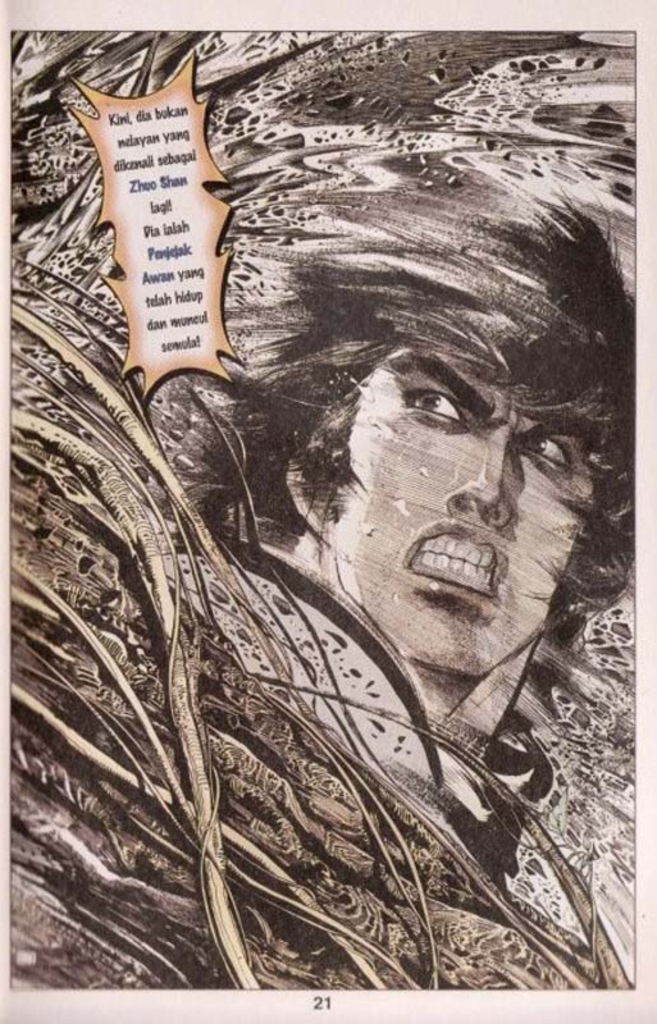 Kini, dia bukan
nelayan yang
dikenali sebagai
Zhuo Shan
lagi!
Dia ialah
Penjejak
Awan yang
telah hidup
dan muncul
semula!
21